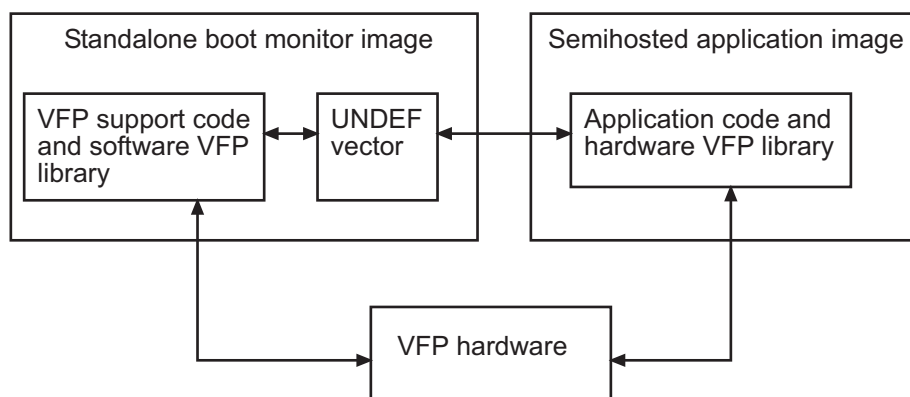 Standalone boot monitor image
VFP support code
and software VFP
library
UNDEF
vector
Semihosted application image
Application code and
hardware VFP library
VFP hardware